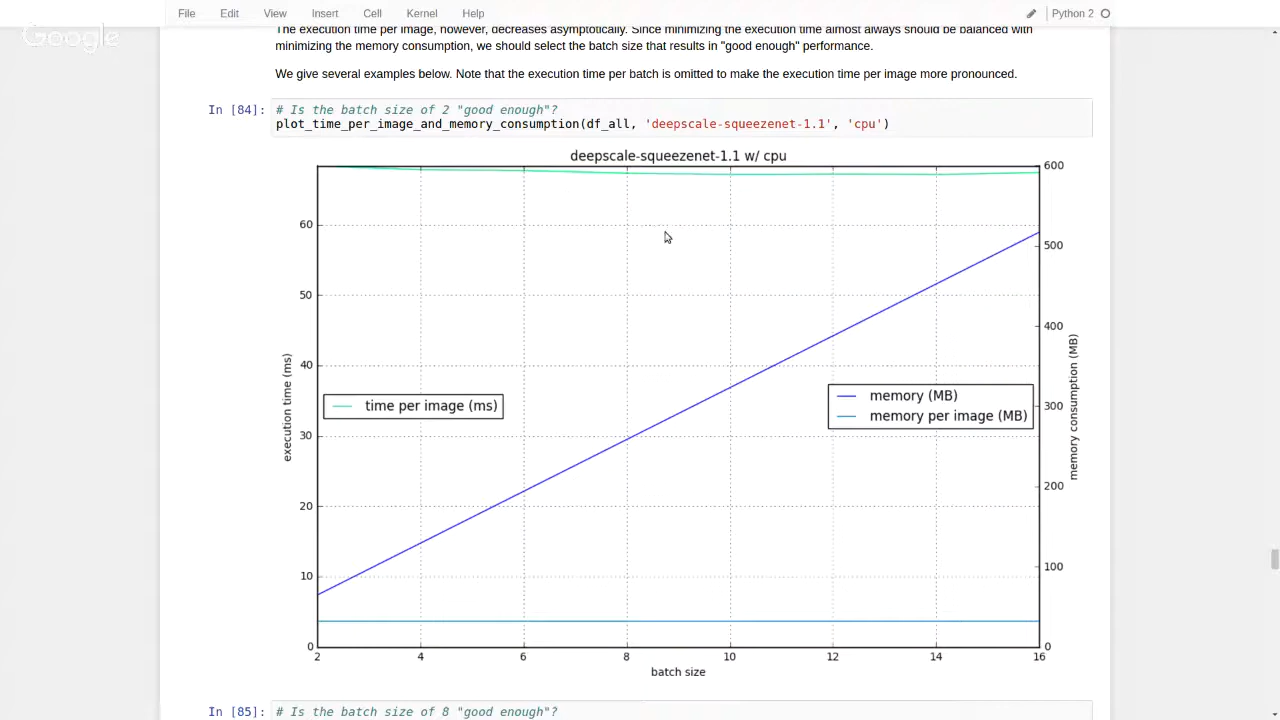 File Edit View Insert Cell Kernel Help Python 2
Google
The execution time per image, however, decreases asymptotically. Since minimizing the execution time almost always should be balanced with
minimizing the memory consumption, we should select the batch size that results in "good enough" performance.
We give several examples below. Note that the execution time per batch is omitted to make the execution time per image more pronounced.
In [84]: # Is the batch size of 2 "good enough"?
plot_time_per_image_and_memory_consumption(df_all, 'deepscale-squeezenet-1.1', 'cpu')
deepscale-squeezenet-1.1 w/ cpu
600
60
500
50
400
40
execution time (ms)
memory consumption (MB)
time per image (ms)
memory (MB)
memory per image (MB)
300
30
200
20
100
10
0
0
2 4 6 8 10 12 14 16
batch size
In [85]: # Is the batch size of 8 "good enough"?